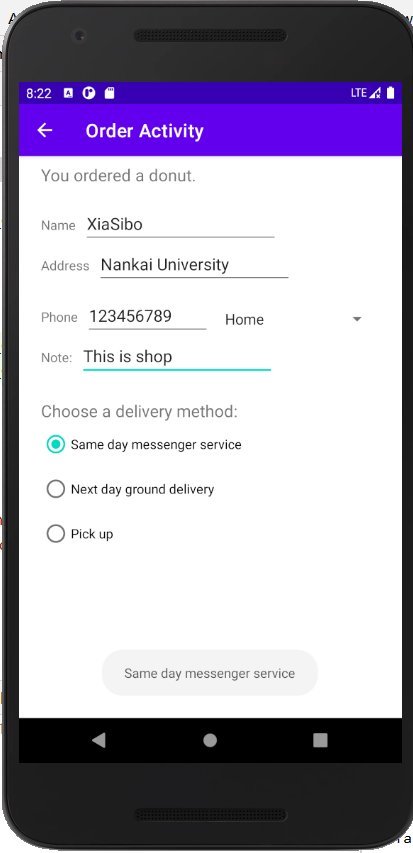 8:22 LTE
Order Activity
You ordered a donut.
Name XiaSibo
Address Nankai University
Phone 123456789 Home
Note: This is shop
Choose a delivery method:
Same day messenger service
Next day ground delivery
Pick up
Same day messenger service